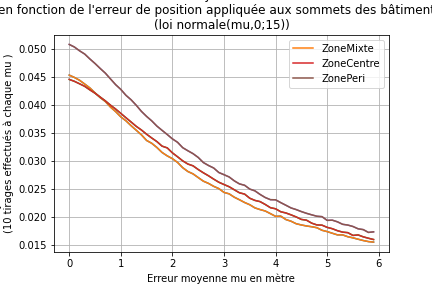 en fonction de l'erreur de position appliquée aux sommets des bâtiment
(loi normale(mu,0;15))
ZoneMixte
ZoneCentre
ZonePeri
(10 tirages effectués à chaque mu )
0.050
0.045
0.040
0.035
0.030
0.025
0.020
0.015
0 1 2 3 4 5 6
Erreur moyenne mu en mètre